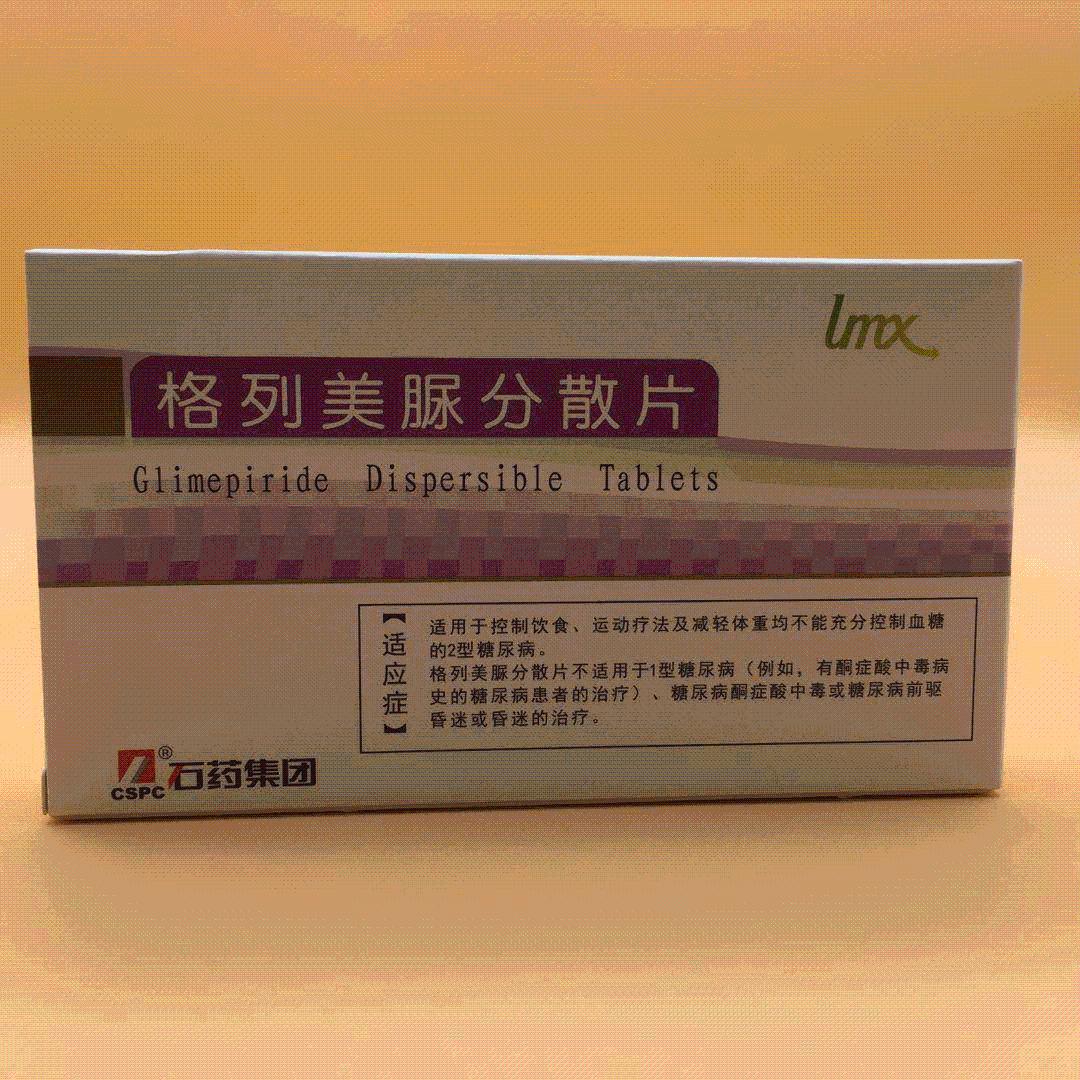 lmx
格列美脲分散片
Glimepiride Dispersible Tablets
【适应症】
适用于控制饮食、运动疗法及减轻体重均不能充分控制血糖
的2型糖尿病。
格列美脲分散片不适用于1型糖尿病（例如，有酮症酸中毒病
史的糖尿病患者的治疗）、糖尿病酮症酸中毒或糖尿病前驱
昏迷或昏迷的治疗。
CSPC® 石药集团